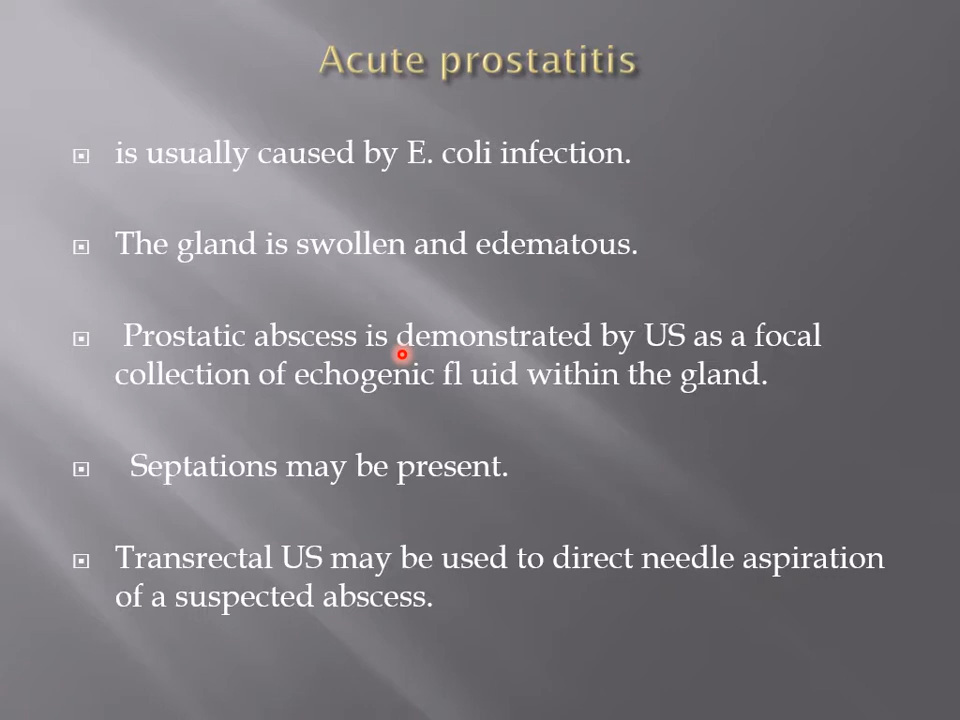 Acute prostatitis
is usually caused by E. coli infection.
The gland is swollen and edematous.
Prostatic abscess is demonstrated by US as a focal
collection of echogenic fl uid within the gland.
Septations may be present.
Transrectal US may be used to direct needle aspiration
of a suspected abscess.